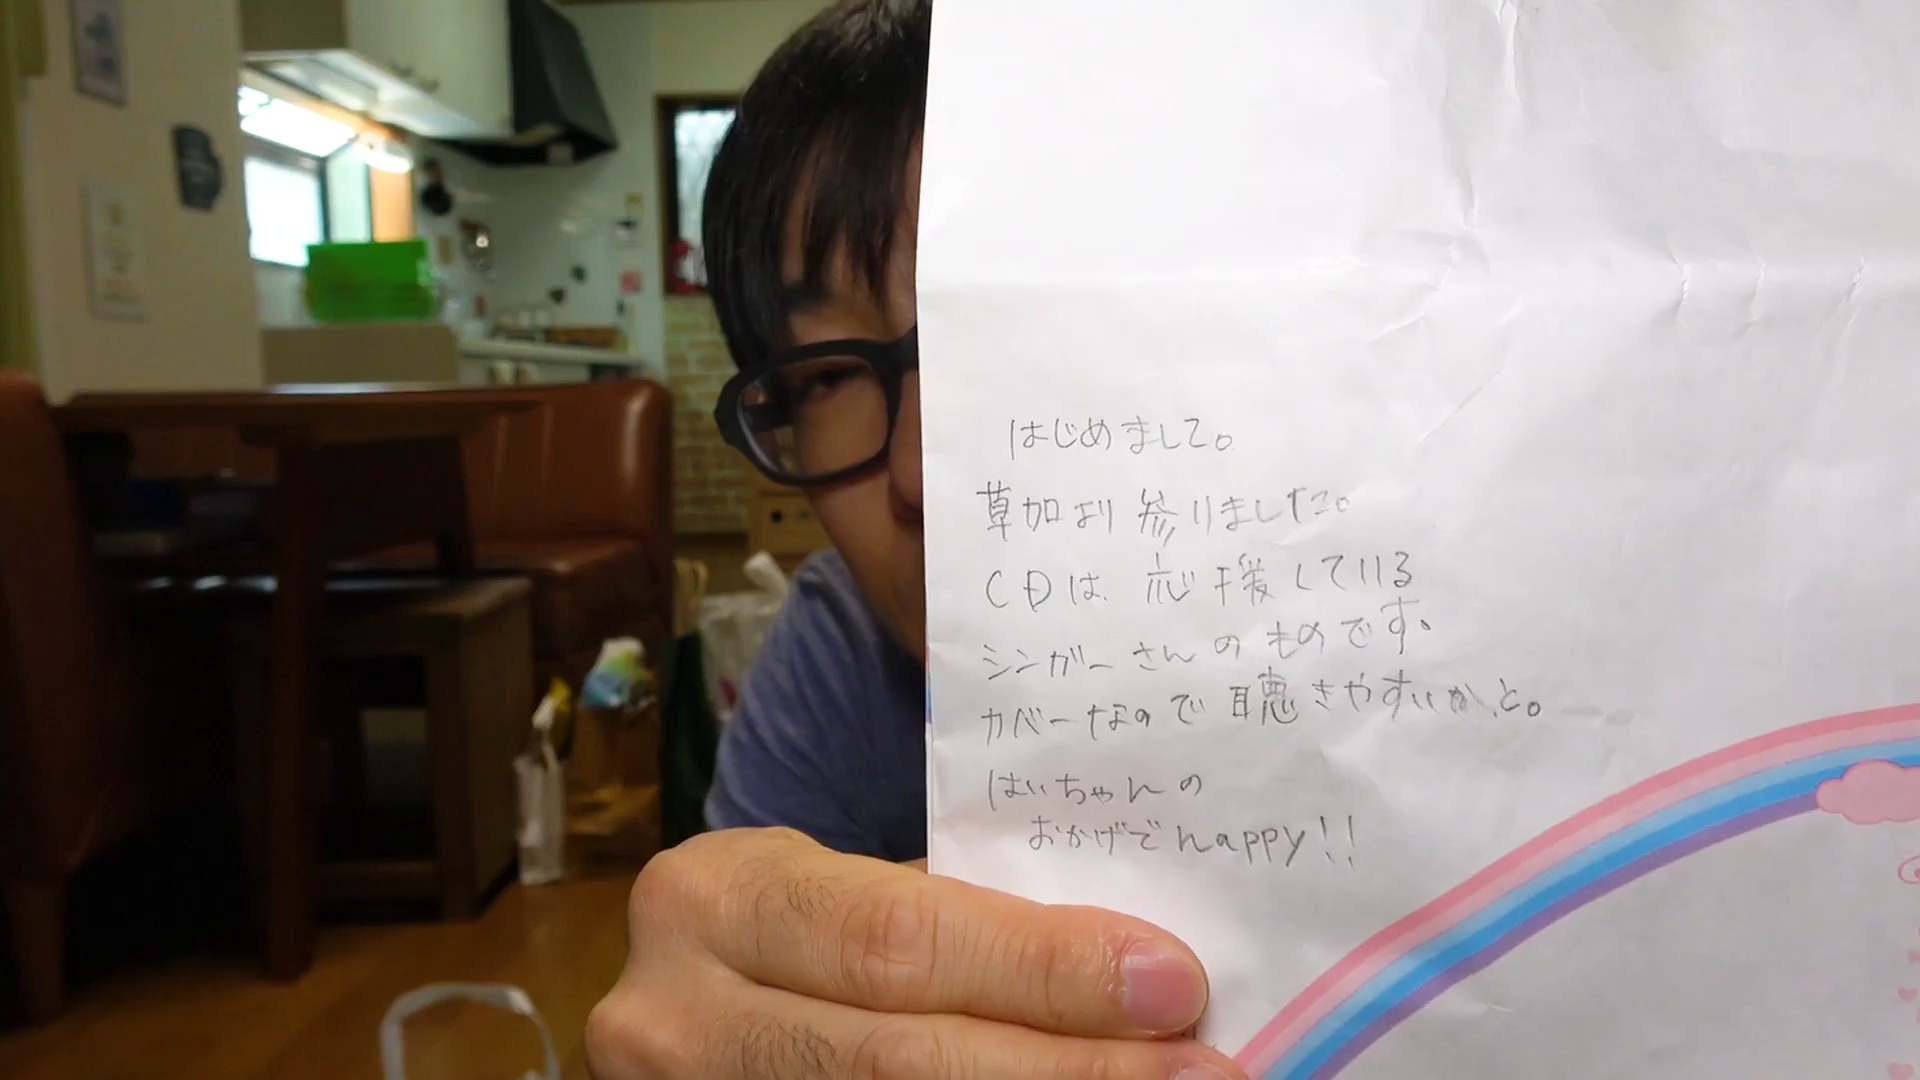 はじめまして。
草加より参りました。
CDは応援している
シンガーさんのものです。
カバーなので聴きやすいかと。
はいちゃんの
おかげでhappy!!